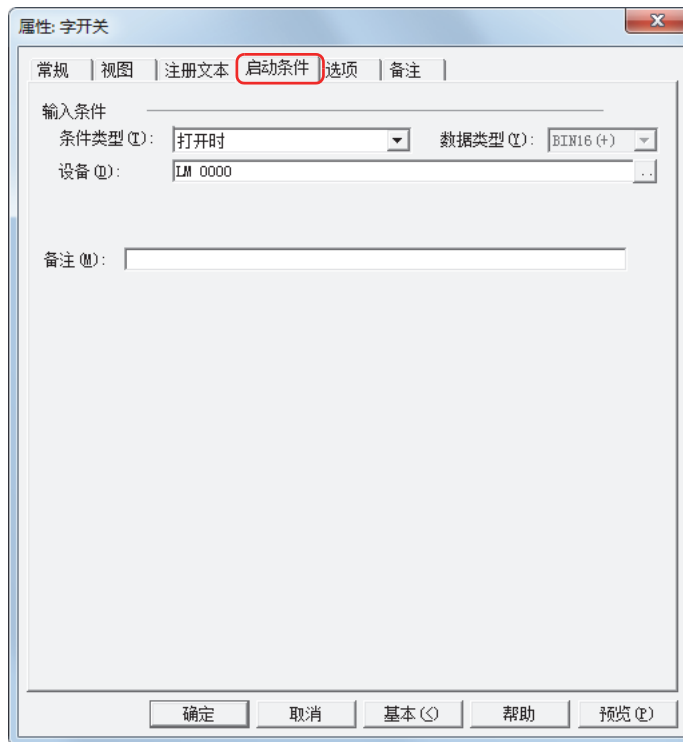 属性: 字开关
常规 视图 注册文本 启动条件 选项 备注
输入条件
条件类型(T): 打开时 数据类型(Y): BIN16(+)
设备(D): LM 0000 ..
备注(M):
确定 取消 基本(<) 帮助 预览(P)